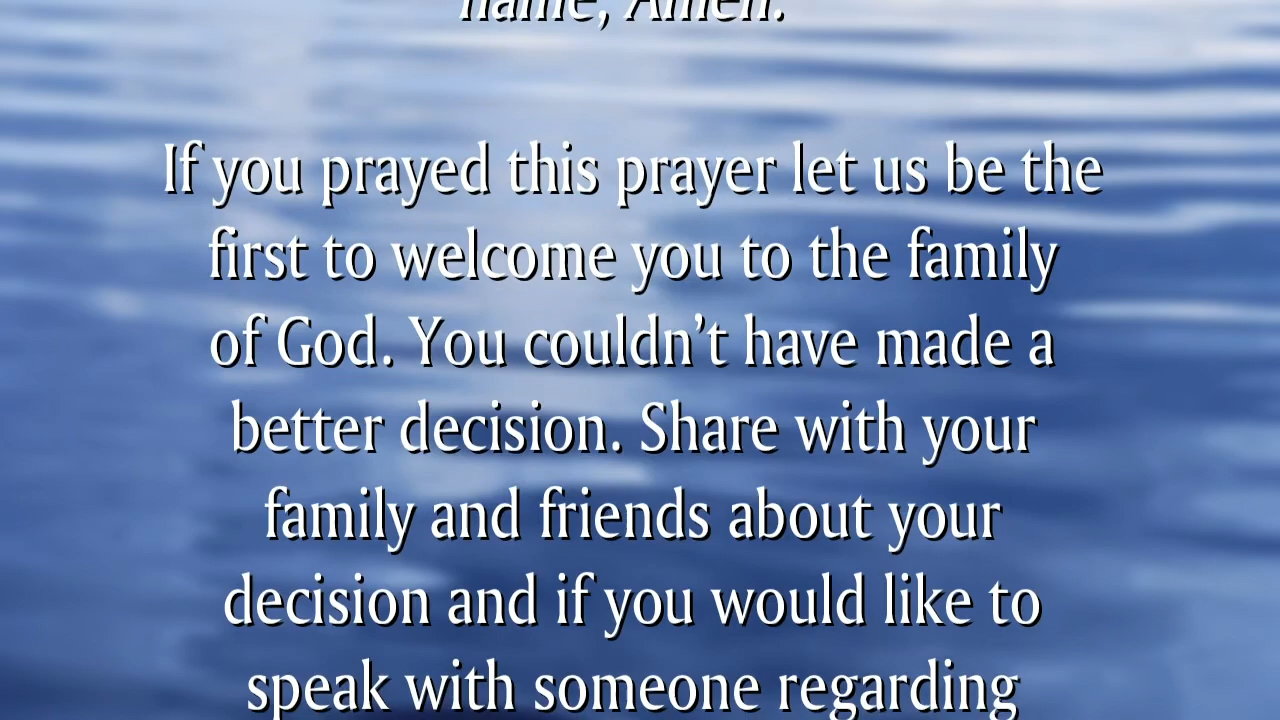 name, Amen.
If you prayed this prayer let us be the
first to welcome you to the family
of God. You couldn’t have made a
better decision. Share with your
family and friends about your
decision and if you would like to
speak with someone regarding